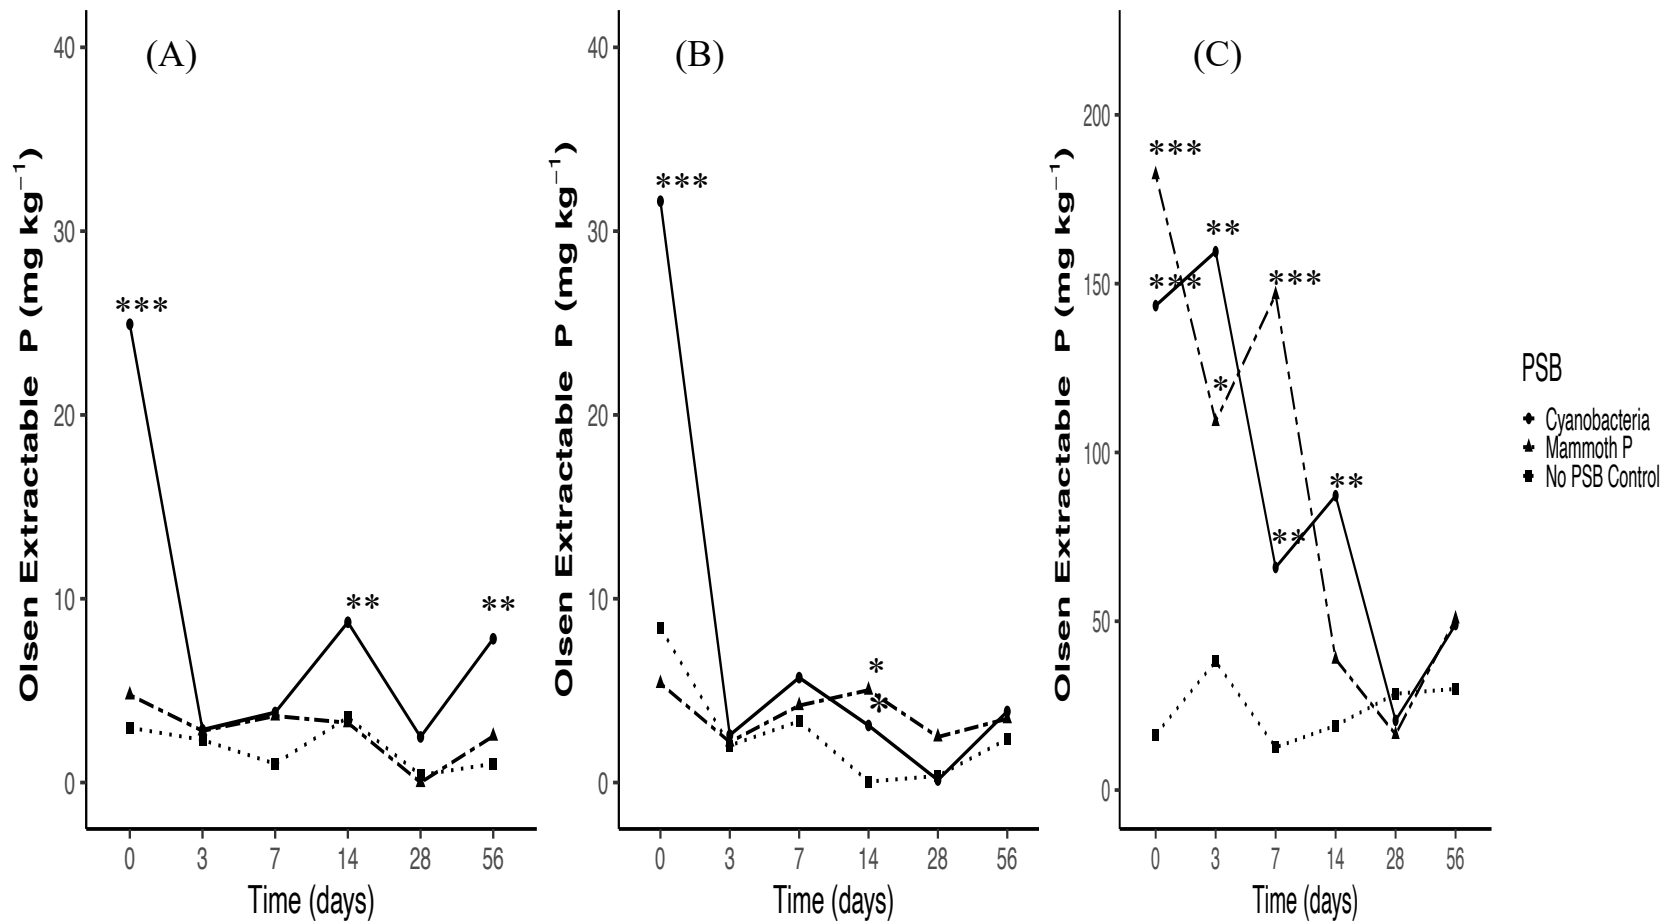 (A)
40
30
20
10
0
Olsen Extractable P (mg kg⁻¹)
***
**
**
0 3 7 14 28 56
Time (days)
(B)
40
30
20
10
0
Olsen Extractable P (mg kg⁻¹)
***
*
*
0 3 7 14 28 56
Time (days)
(C)
200
150
100
50
0
Olsen Extractable P (mg kg⁻¹)
***
**
***
***
*
**
**
0 3 7 14 28 56
Time (days)
PSB
Cyanobacteria
Mammoth P
No PSB Control